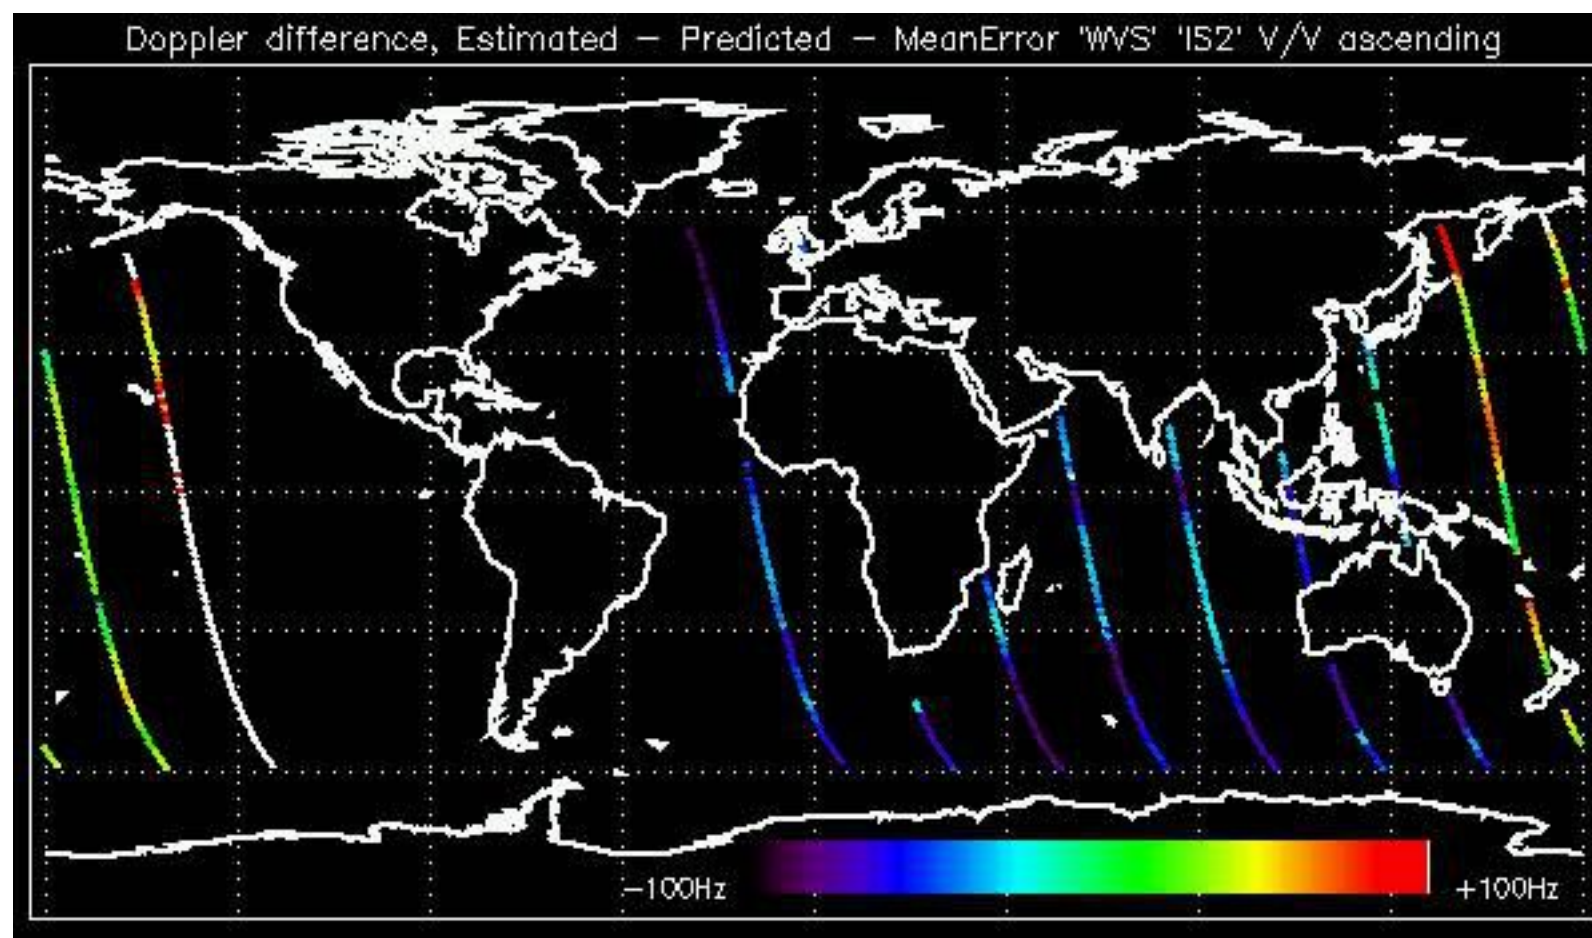 Doppler difference, Estimated – Predicted – MeanError 'WVS' 'IS2' V/V ascending
–100Hz
+100Hz